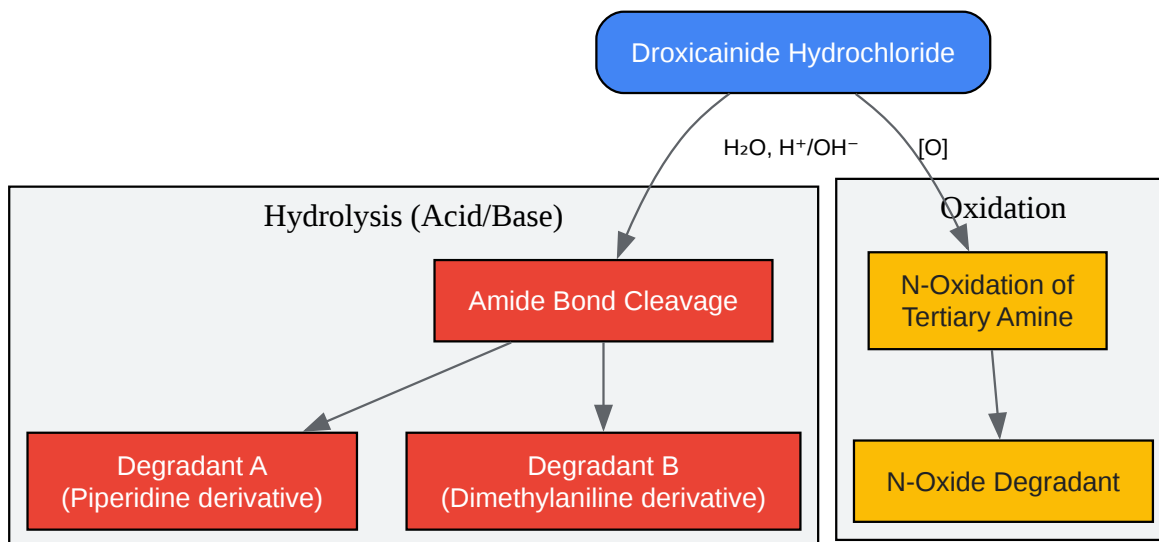 Droxicainide Hydrochloride
H₂O, H⁺/OH⁻
[O]
Hydrolysis (Acid/Base)
Oxidation
Amide Bond Cleavage
N-Oxidation of
Tertiary Amine
Degradant A
(Piperidine derivative)
Degradant B
(Dimethylaniline derivative)
N-Oxide Degradant